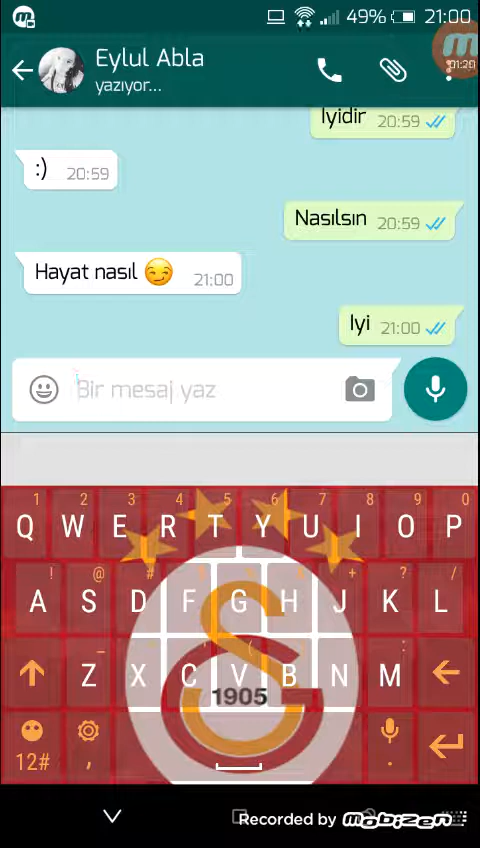 49% 21:00
Eylul Abla
yazıyor...
01:20
Iyidir 20:59
:) 20:59
Nasılsın 20:59
Hayat nasıl 😏 21:00
Iyi 21:00
Bir mesaj yaz
1 2 3 4 5 6 7 8 9 0
Q W E R T Y U I O P
! @ # + ? /
A S D F G H J K L
Z X C V B N M
1905
12# , .
Recorded by mobizen